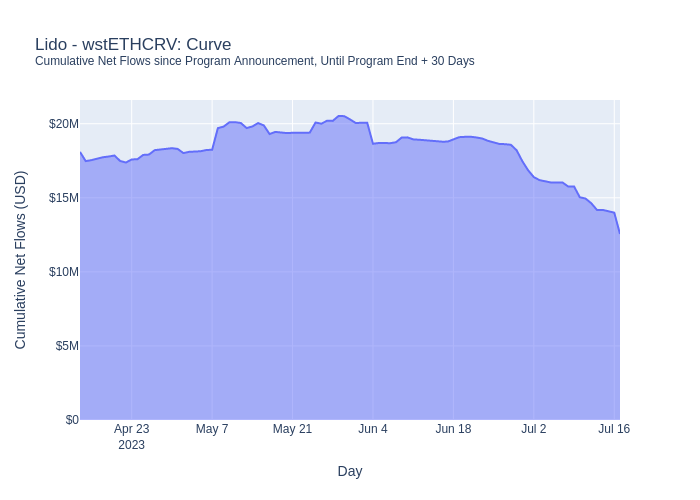 Lido - wstETHCRV: Curve
Cumulative Net Flows since Program Announcement, Until Program End + 30 Days
Cumulative Net Flows (USD)
$20M
$15M
$10M
$5M
$0
Apr 23
2023
May 7
May 21
Jun 4
Jun 18
Jul 2
Jul 16
Day